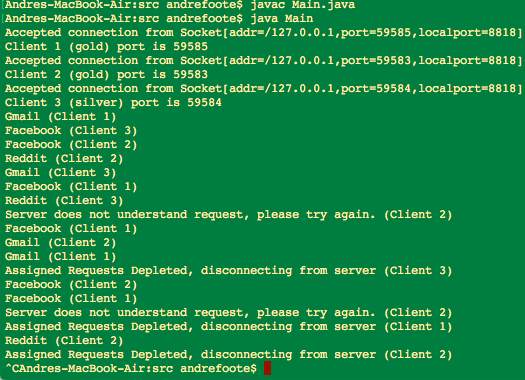 [Andres-MacBook-Air:src andrefoote$ javac Main.java
[Andres-MacBook-Air:src andrefoote$ java Main
Accepted connection from Socket[addr=/127.0.0.1,port=59585,localport=8818]
Client 1 (gold) port is 59585
Accepted connection from Socket[addr=/127.0.0.1,port=59583,localport=8818]
Client 2 (gold) port is 59583
Accepted connection from Socket[addr=/127.0.0.1,port=59584,localport=8818]
Client 3 (silver) port is 59584
Gmail (Client 1)
Facebook (Client 3)
Facebook (Client 2)
Reddit (Client 2)
Gmail (Client 3)
Facebook (Client 1)
Reddit (Client 3)
Server does not understand request, please try again. (Client 2)
Facebook (Client 1)
Gmail (Client 2)
Gmail (Client 1)
Assigned Requests Depleted, disconnecting from server (Client 3)
Facebook (Client 2)
Facebook (Client 1)
Server does not understand request, please try again. (Client 2)
Assigned Requests Depleted, disconnecting from server (Client 1)
Reddit (Client 2)
Assigned Requests Depleted, disconnecting from server (Client 2)
^CAndres-MacBook-Air:src andrefoote$